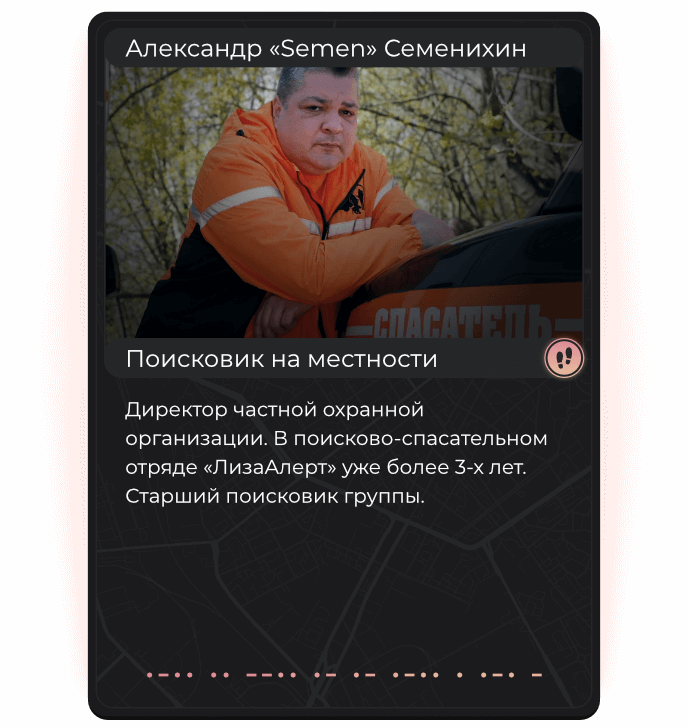 Александр «Semen» Семенихин
СПАСАТЕЛЬ
Поисковик на местности
Директор частной охранной
организации. В поисково-спасательном
отряде «ЛизаАлерт» уже более 3-х лет.
Старший поисковик группы.